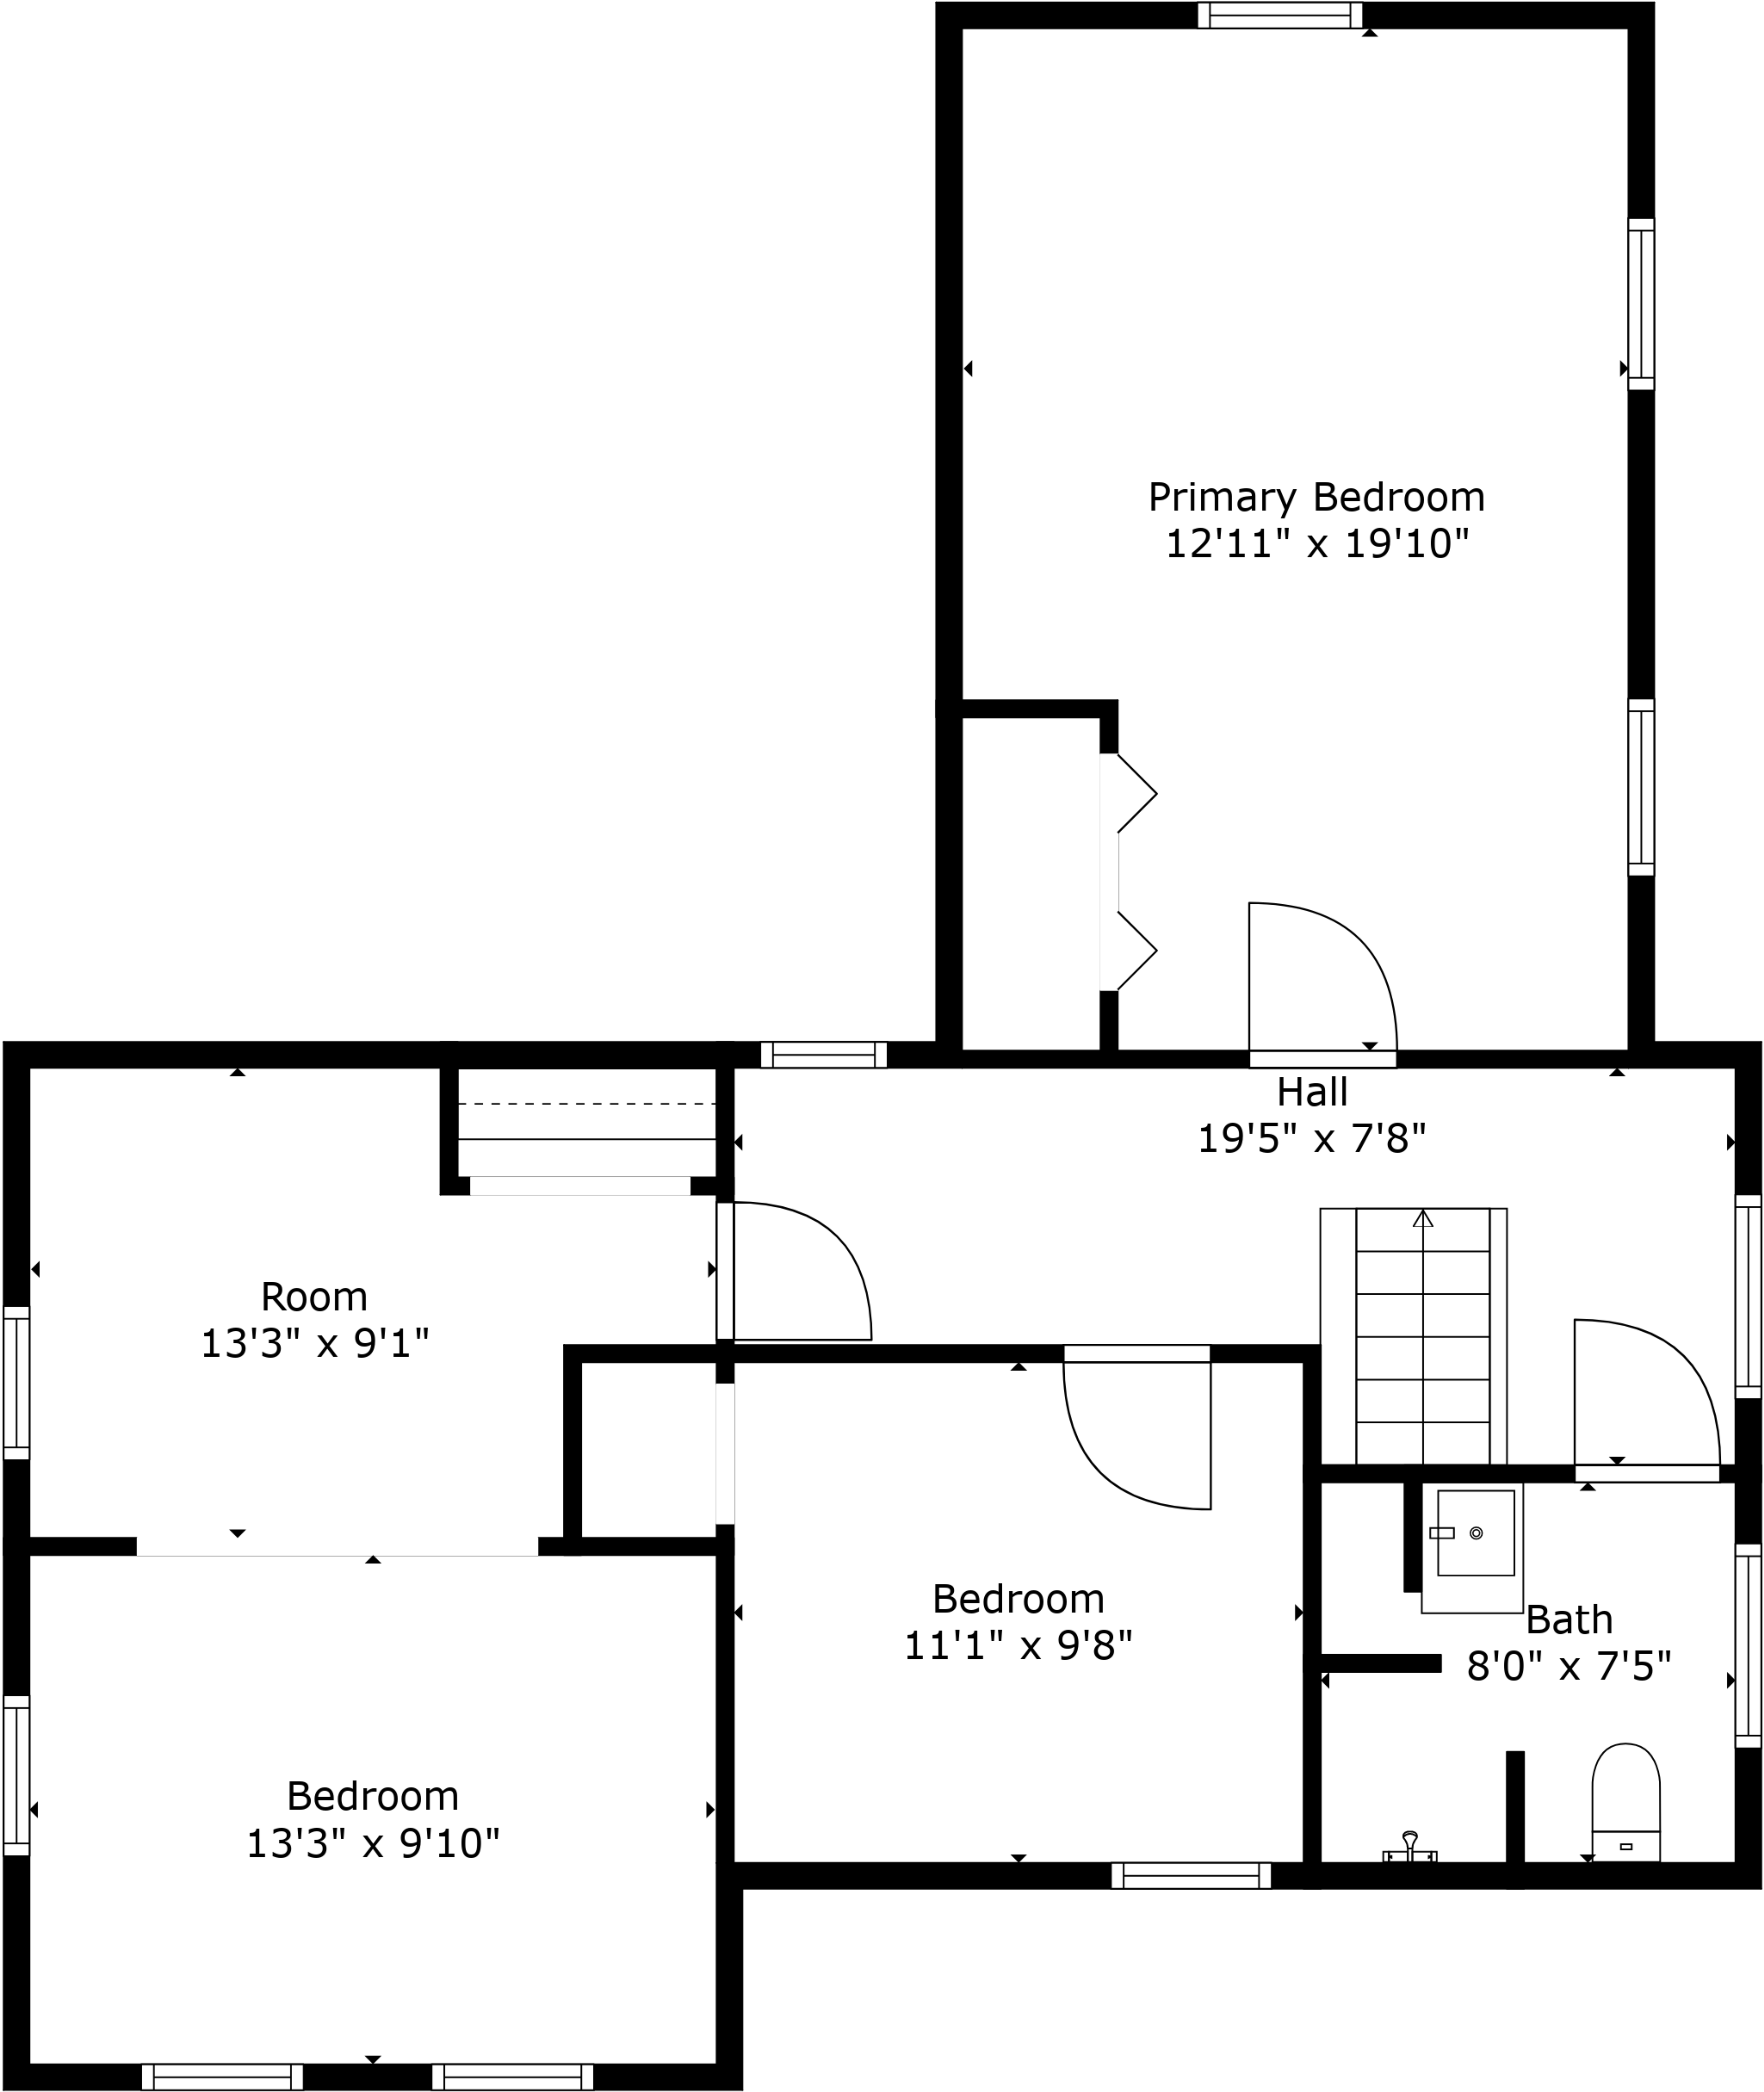 Primary Bedroom
12'11" x 19'10"
Hall
19'5" x 7'8"
Room
13'3" x 9'1"
Bedroom
11'1" x 9'8"
Bath
8'0" x 7'5"
Bedroom
13'3" x 9'10"